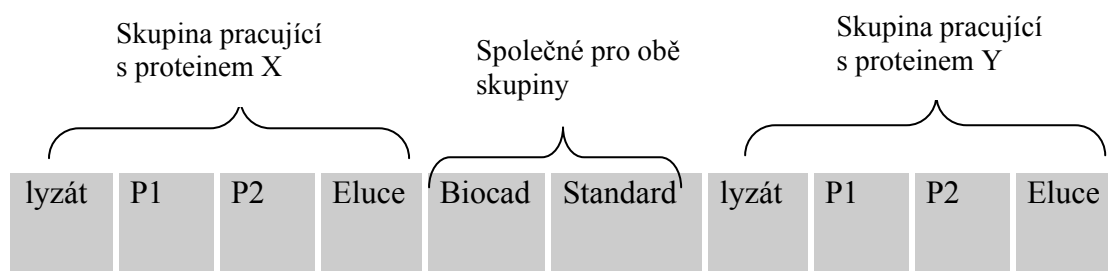 Skupina pracující
s proteinem X
Společné pro obě
skupiny
Skupina pracující
s proteinem Y
lyzát P1 P2 Eluce Biocad Standard lyzát P1 P2 Eluce